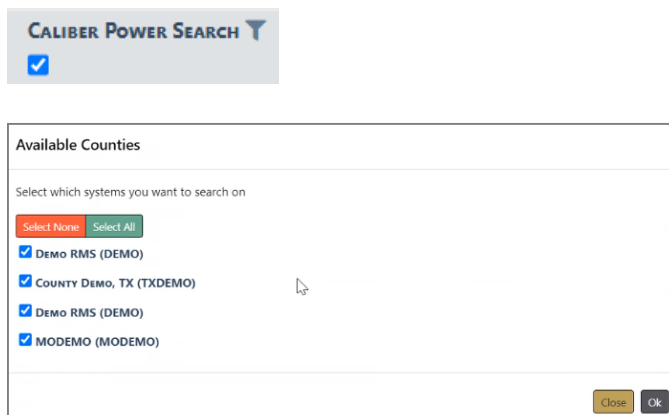 Caliber Power Search
Available Counties
Select which systems you want to search on
Select None Select All
Demo RMS (DEMO)
County Demo, TX (TXDEMO)
Demo RMS (DEMO)
MODEMO (MODEMO)
Close Ok